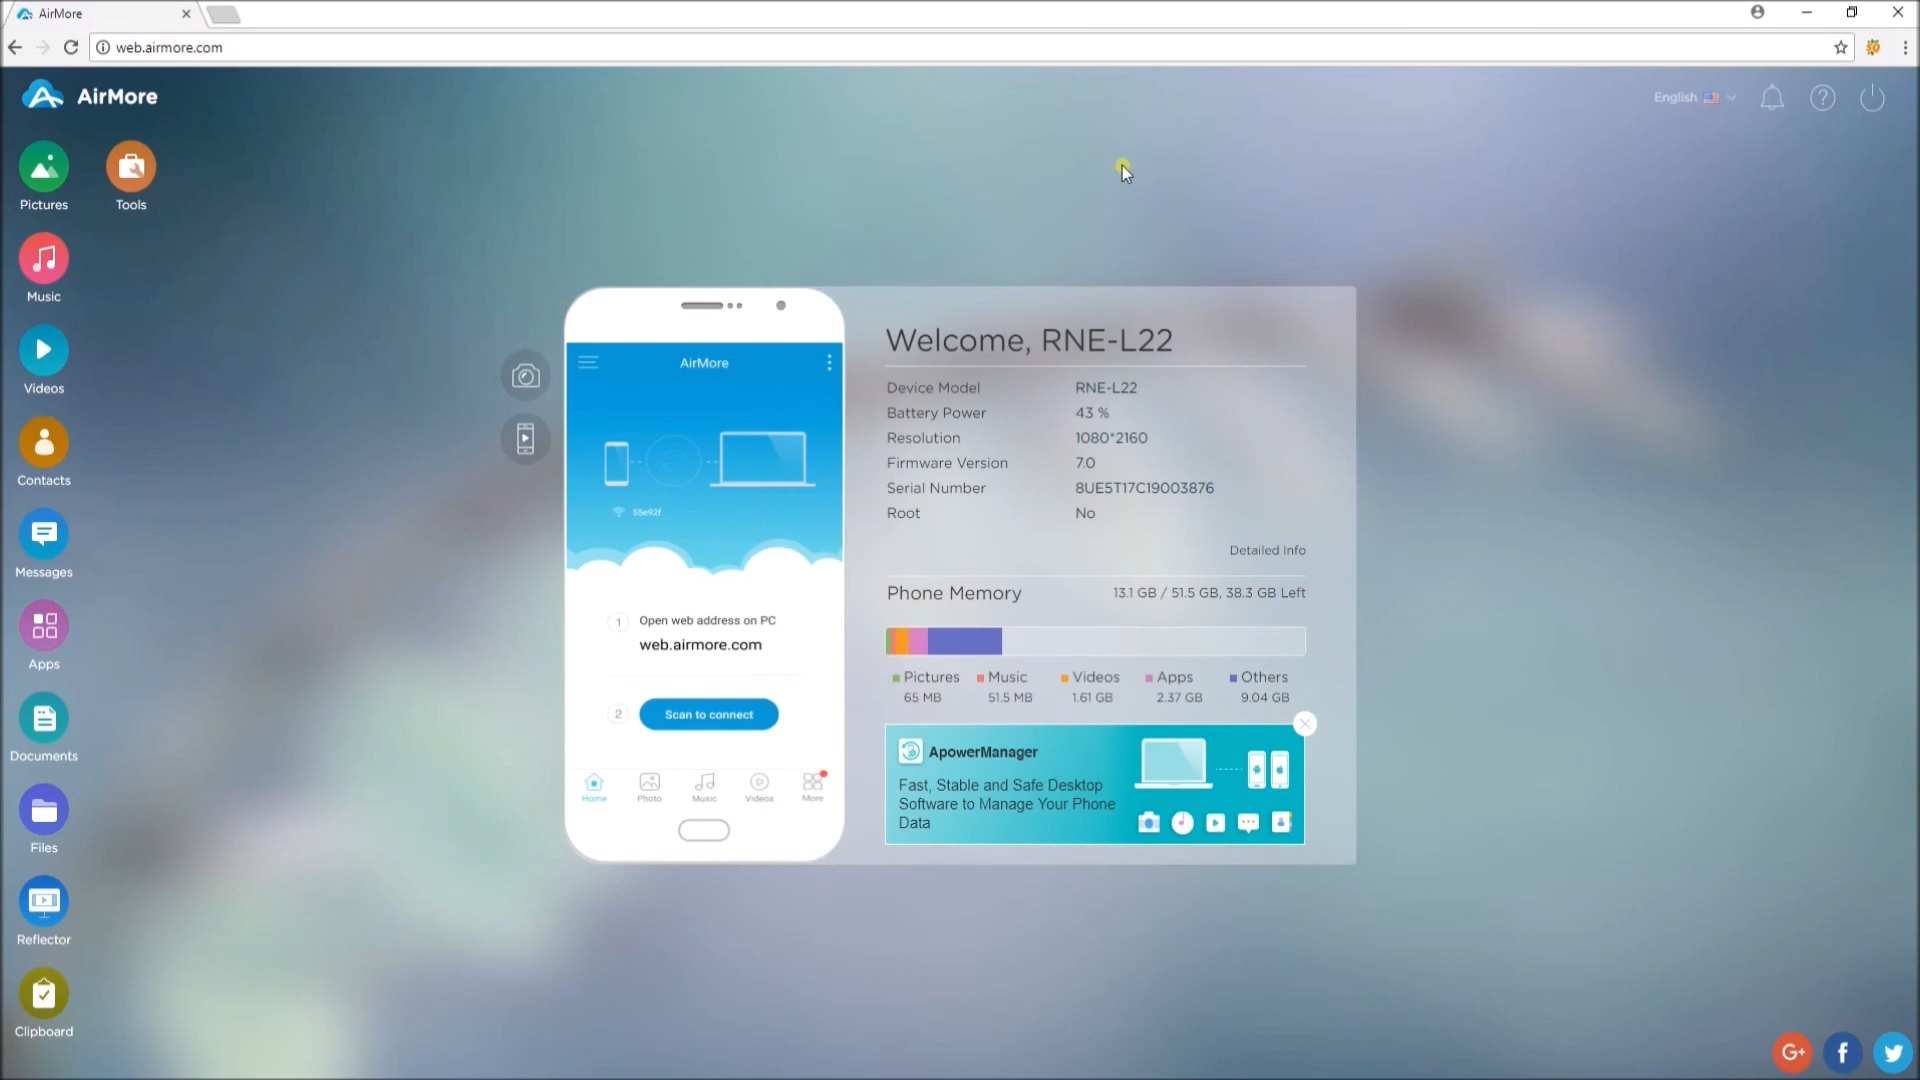 AirMore
web.airmore.com
AirMore
English
Pictures
Tools
Music
Videos
Contacts
Messages
Apps
Documents
Files
Reflector
Clipboard
AirMore
55e92f
1 Open web address on PC
web.airmore.com
2 Scan to connect
Home Photo Music Videos More
Welcome, RNE-L22
Device Model RNE-L22
Battery Power 43 %
Resolution 1080*2160
Firmware Version 7.0
Serial Number 8UE5T17C19003876
Root No
Detailed Info
Phone Memory 13.1 GB / 51.5 GB, 38.3 GB Left
Pictures Music Videos Apps Others
65 MB 51.5 MB 1.61 GB 2.37 GB 9.04 GB
ApowerManager
Fast, Stable and Safe Desktop
Software to Manage Your Phone
Data
G+ f